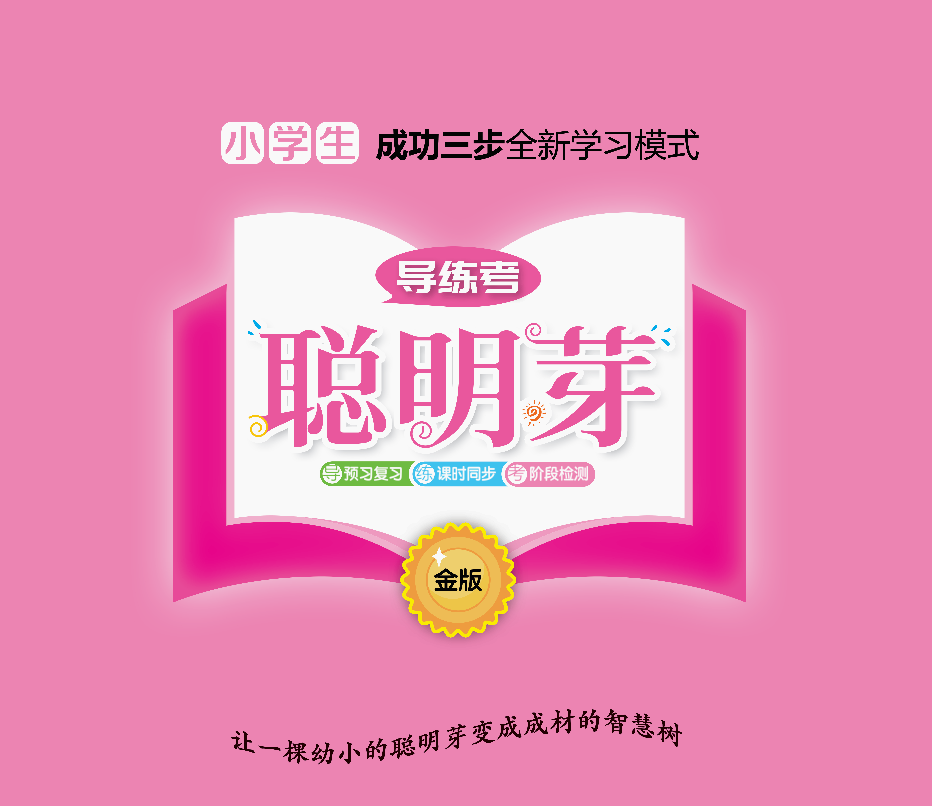 小学生 成功三步全新学习模式
导练考
聪明芽
导 预习复习 练 课时同步 考 阶段检测
金版
让一棵幼小的聪明芽变成成材的智慧树